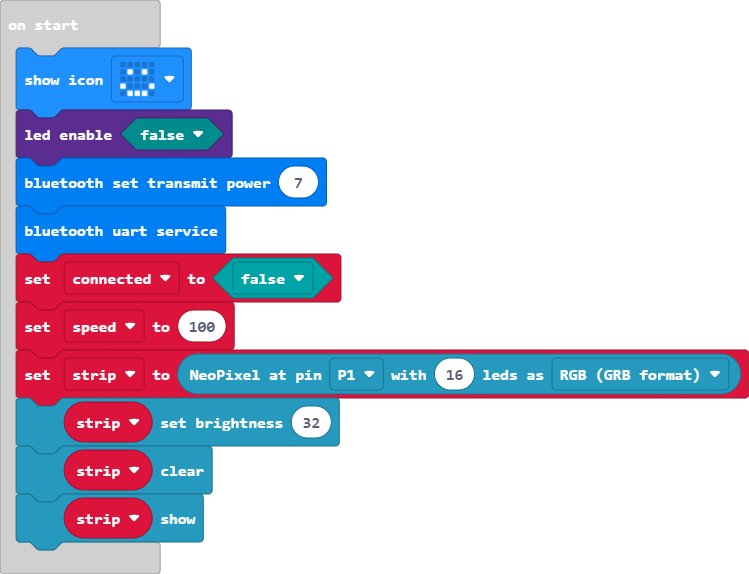 on start
show icon
led enable false
bluetooth set transmit power 7
bluetooth uart service
set connected to false
set speed to 100
set strip to NeoPixel at pin P1 with 16 leds as RGB (GRB format)
strip set brightness 32
strip clear
strip show